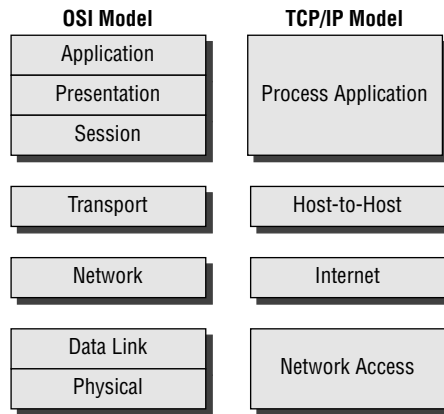 OSI Model
Application
Presentation
Session
Transport
Network
Data Link
Physical
TCP/IP Model
Process Application
Host-to-Host
Internet
Network Access